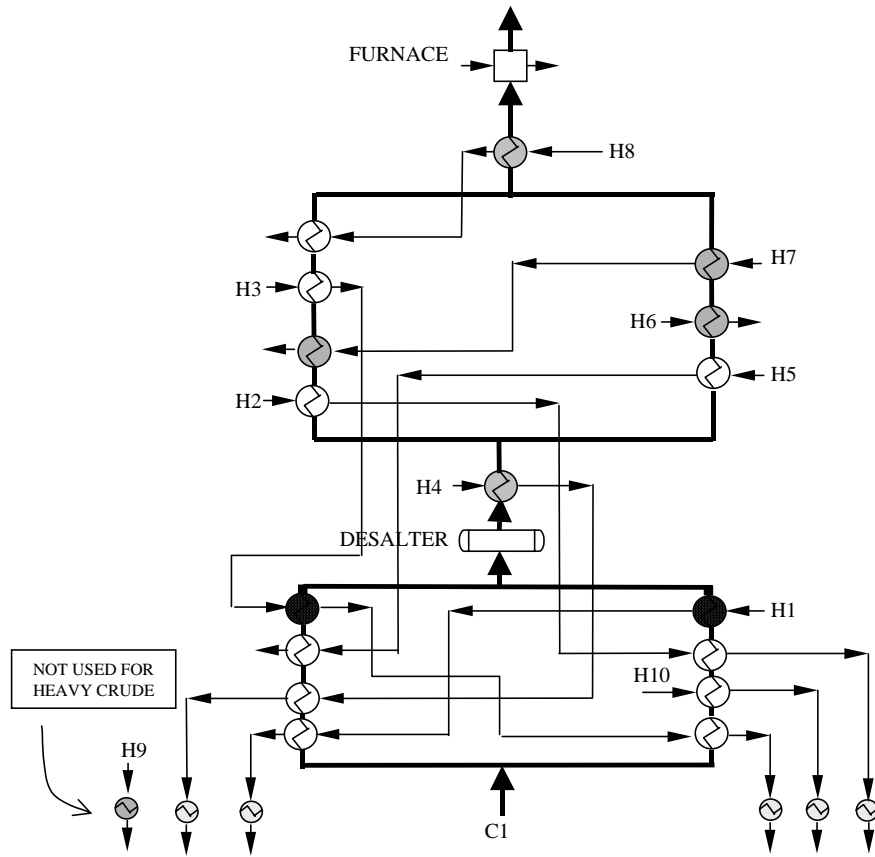 FURNACE
H8
H7
H3
H6
H5
H2
H4
DESALTER
H1
NOT USED FOR
HEAVY CRUDE
H10
H9
C1